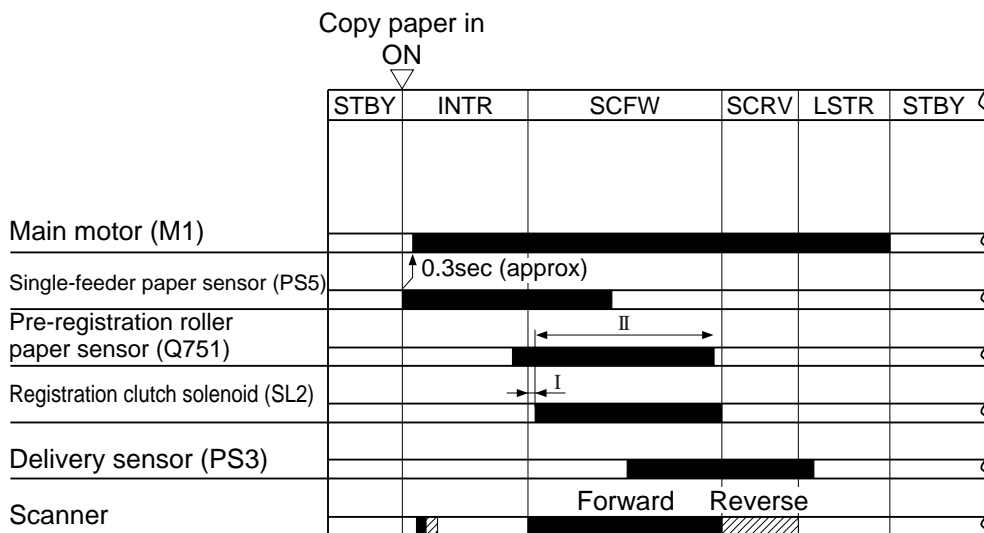 Copy paper in
ON
STBY INTR SCFW SCRV LSTR STBY
Main motor (M1)
0.3sec (approx)
Single-feeder paper sensor (PS5)
Pre-registration roller
paper sensor (Q751)
II
Registration clutch solenoid (SL2)
I
Delivery sensor (PS3)
Forward Reverse
Scanner